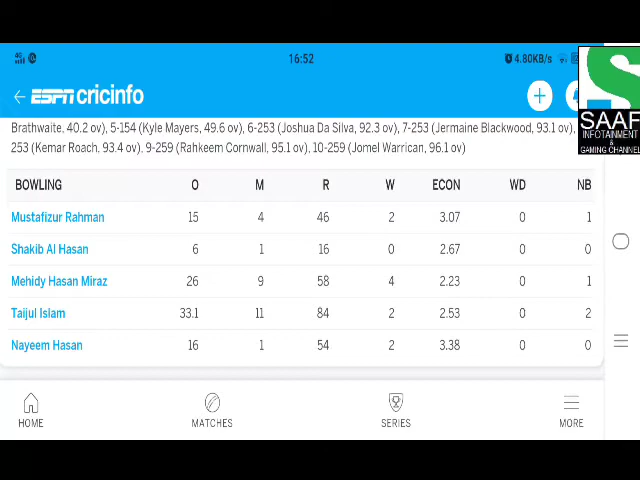 16:52
4.80KB/s
ESPN cricinfo
Brathwaite, 40.2 ov), 5-154 (Kyle Mayers, 49.6 ov), 6-253 (Joshua Da Silva, 92.3 ov), 7-253 (Jermaine Blackwood, 93.1 ov),
253 (Kemar Roach, 93.4 ov), 9-259 (Rahkeem Cornwall, 95.1 ov), 10-259 (Jomel Warrican, 96.1 ov)
SAAF
INFOTAINMENT
&
GAMING CHANNEL
BOWLING O M R W ECON WD NB
Mustafizur Rahman 15 4 46 2 3.07 0 1
Shakib Al Hasan 6 1 16 0 2.67 0 0
Mehidy Hasan Miraz 26 9 58 4 2.23 0 1
Taijul Islam 33.1 11 84 2 2.53 0 2
Nayeem Hasan 16 1 54 2 3.38 0 0
HOME MATCHES SERIES MORE